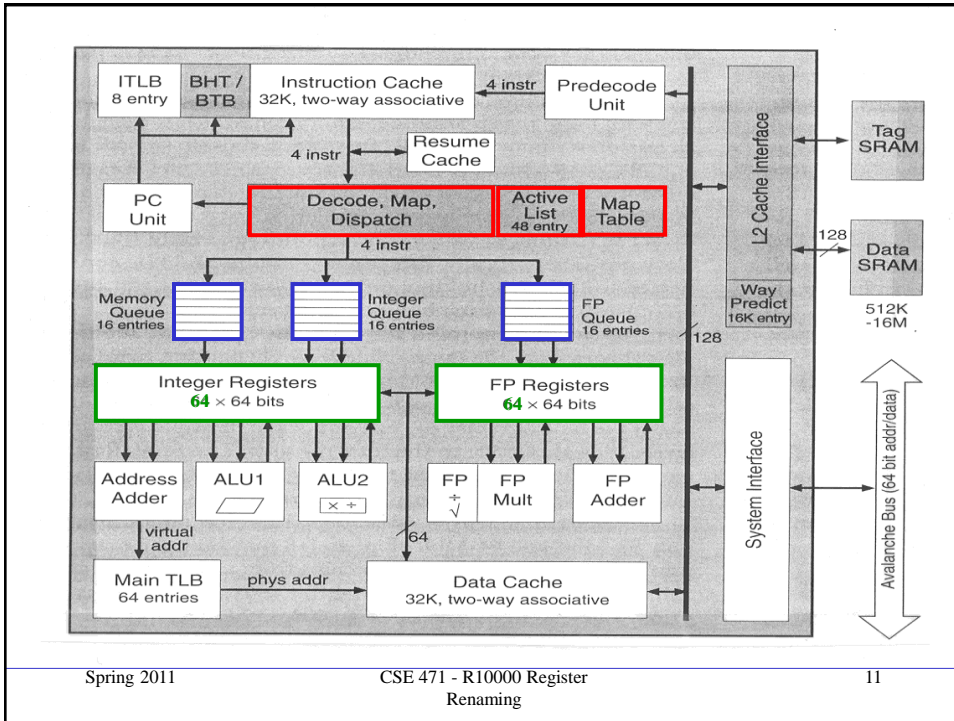 ITLB
8 entry
BHT /
BTB
Instruction Cache
32K, two-way associative
4 instr
Predecode
Unit
4 instr
Resume
Cache
PC
Unit
Decode, Map,
Dispatch
Active
List
48 entry
Map
Table
4 instr
Memory
Queue
16 entries
Integer
Queue
16 entries
FP
Queue
16 entries
Integer Registers
64 × 64 bits
FP Registers
64 × 64 bits
Address
Adder
ALU1
ALU2
× ÷
FP
÷
√
FP
Mult
FP
Adder
virtual
addr
64
Main TLB
64 entries
phys addr
Data Cache
32K, two-way associative
128
L2 Cache Interface
Way
Predict
16K entry
System Interface
Tag
SRAM
128
Data
SRAM
512K
-16M
Avalanche Bus (64 bit addr/data)
Spring 2011
CSE 471 - R10000 Register
Renaming
11